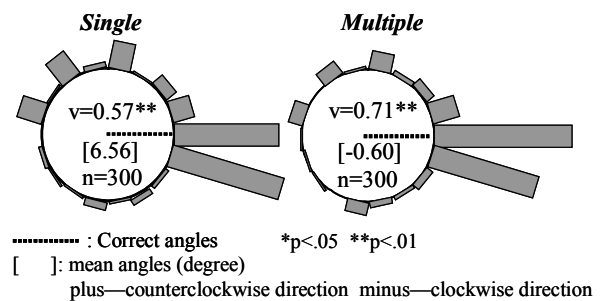 Single Multiple
v=0.57** v=0.71**
[6.56] [-0.60]
n=300 n=300
: Correct angles *p<.05 **p<.01
[ ]: mean angles (degree)
plus—counterclockwise direction minus—clockwise direction